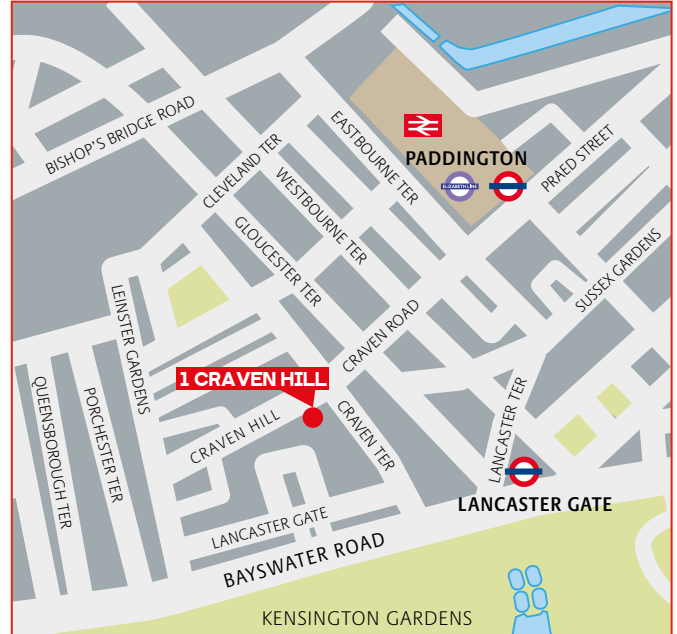 BISHOP'S BRIDGE ROAD
EASTBOURNE TER
PADDINGTON
ELIZABETH LINE
PRAED STREET
CLEVELAND TER
WESTBOURNE TER
GLOUCESTER TER
SUSSEX GARDENS
LEINSTER GARDENS
CRAVEN ROAD
1 CRAVEN HILL
QUEENSBOROUGH TER
PORCHESTER TER
CRAVEN HILL
CRAVEN TER
LANCASTER TER
LANCASTER GATE
LANCASTER GATE
BAYSWATER ROAD
KENSINGTON GARDENS